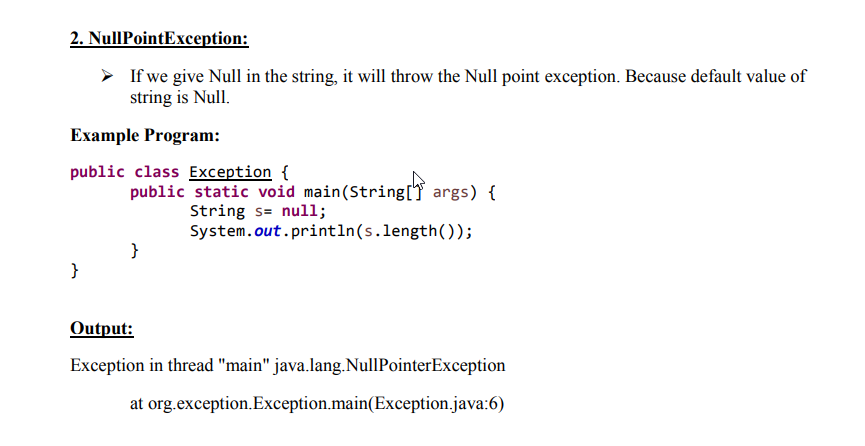 2. NullPointException:
➢ If we give Null in the string, it will throw the Null point exception. Because default value of
string is Null.
Example Program:
public class Exception {
public static void main(String[] args) {
String s= null;
System.out.println(s.length());
}
}
Output:
Exception in thread "main" java.lang.NullPointerException
at org.exception.Exception.main(Exception.java:6)